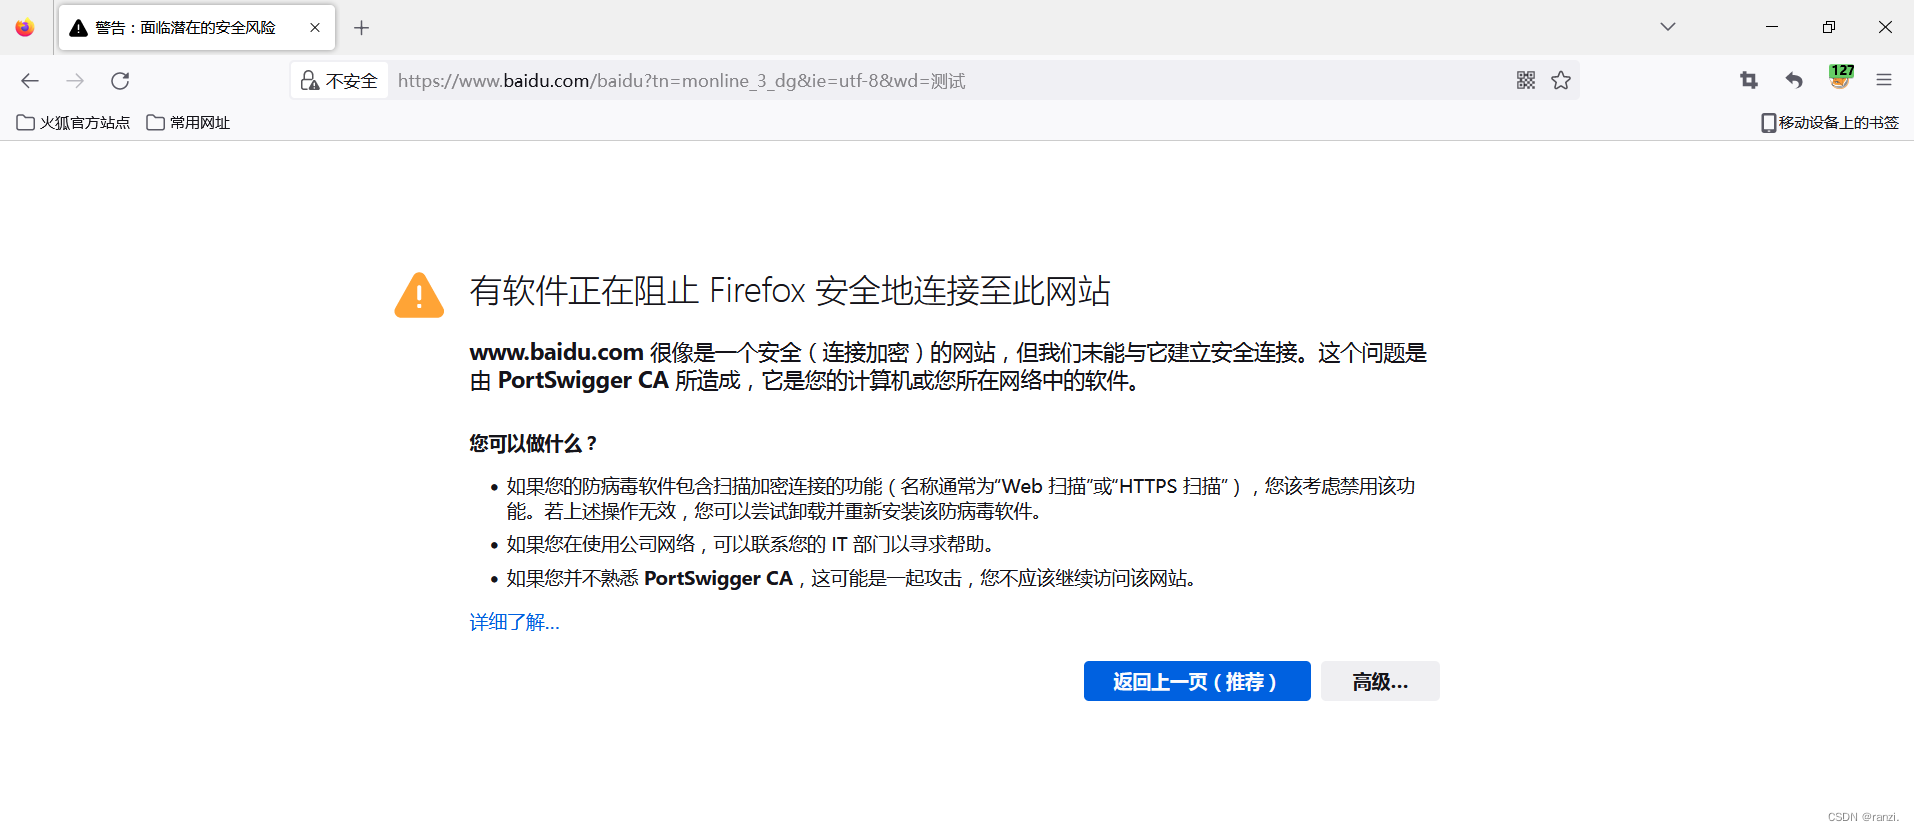 警告：面临潜在的安全风险
不安全 https://www.baidu.com/baidu?tn=monline_3_dg&ie=utf-8&wd=测试
127
火狐官方站点 常用网址 移动设备上的书签
有软件正在阻止 Firefox 安全地连接至此网站
www.baidu.com 很像是一个安全（连接加密）的网站，但我们未能与它建立安全连接。这个问题是
由 PortSwigger CA 所造成，它是您的计算机或您所在网络中的软件。
您可以做什么？
• 如果您的防病毒软件包含扫描加密连接的功能（名称通常为“Web 扫描”或“HTTPS 扫描”），您该考虑禁用该功
能。若上述操作无效，您可以尝试卸载并重新安装该防病毒软件。
• 如果您在使用公司网络，可以联系您的 IT 部门以寻求帮助。
• 如果您并不熟悉 PortSwigger CA，这可能是一起攻击，您不应该继续访问该网站。
详细了解...
返回上一页（推荐） 高级...
CSDN @ranzi.